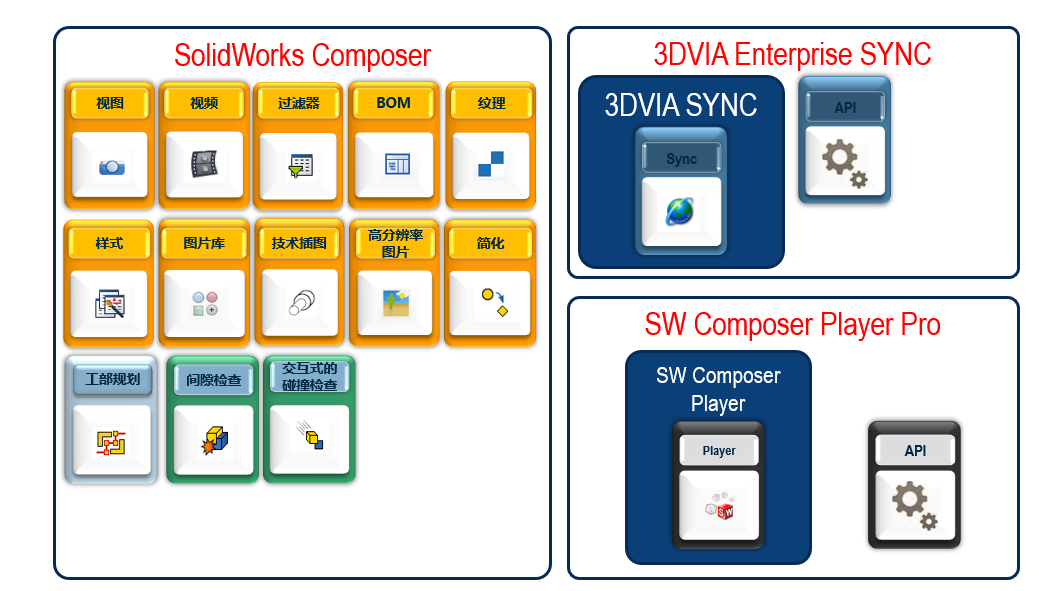 SolidWorks Composer
视图
视频
过滤器
BOM
纹理
样式
图片库
技术插图
高分辨率
图片
简化
工部规划
间隙检查
交互式的
碰撞检查
3DVIA Enterprise SYNC
3DVIA SYNC
Sync
API
SW Composer Player Pro
SW Composer
Player
Player
SW
API